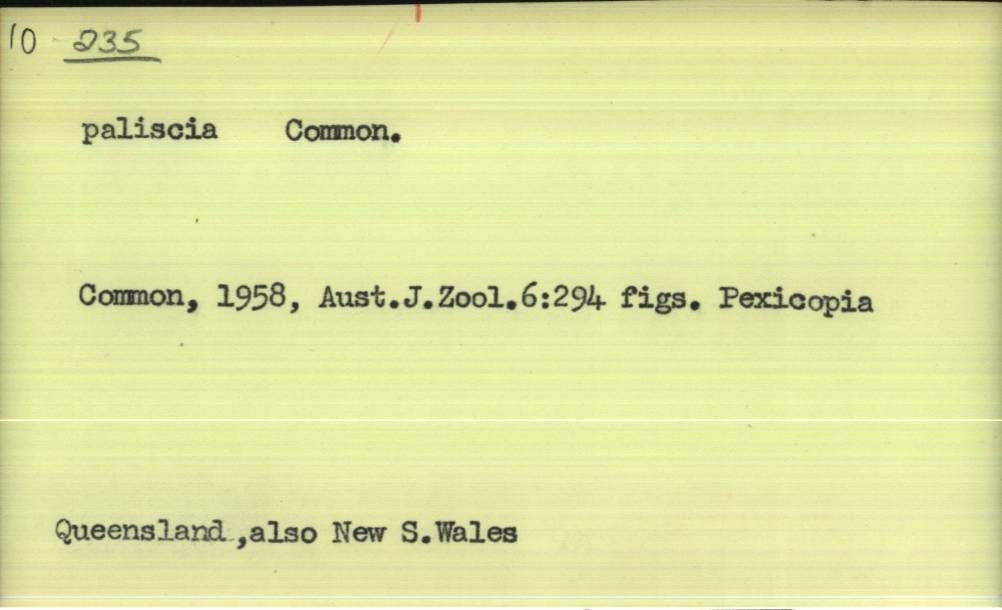 10 235
paliscia Common.
Common, 1958, Aust.J.Zool.6:294 figs. Pexicopia
Queensland ,also New S.Wales